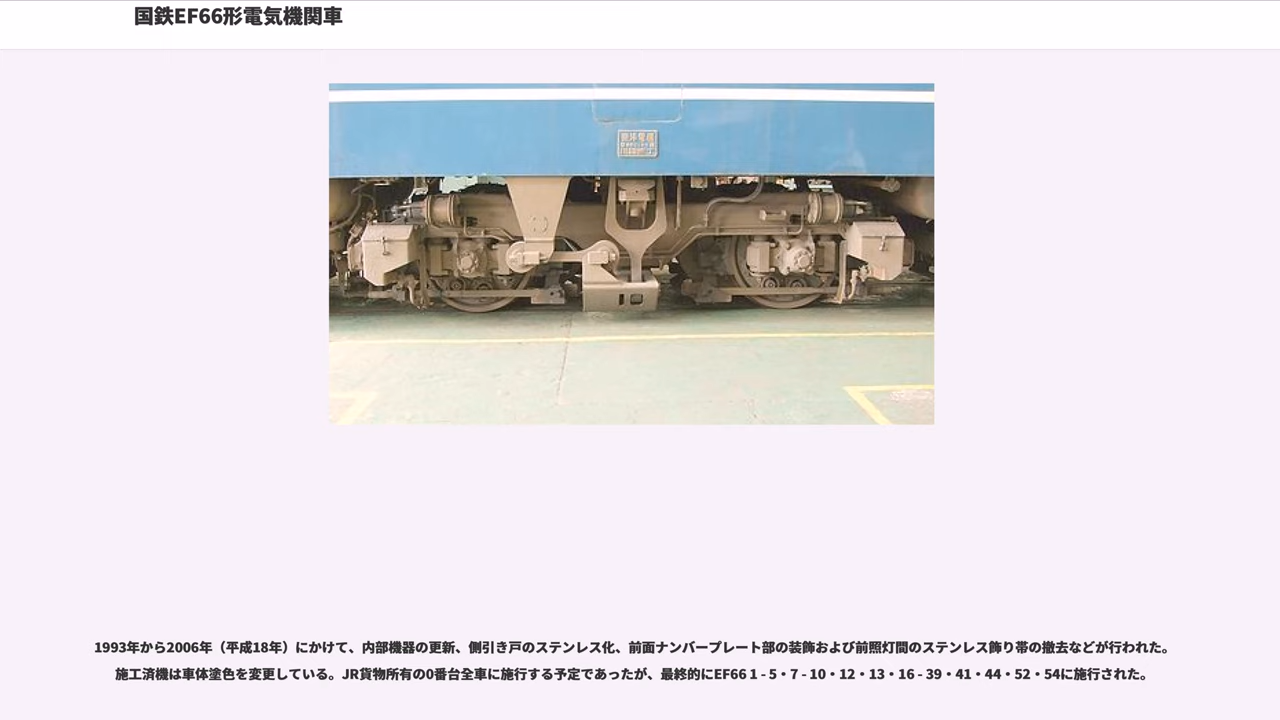 国鉄EF66形電気機関車
1993年から2006年（平成18年）にかけて、内部機器の更新、側引き戸のステンレス化、前面ナンバープレート部の装飾および前照灯間のステンレス飾り帯の撤去などが行われた。
施工済機は車体塗色を変更している。JR貨物所有の0番台全車に施行する予定であったが、最終的にEF66 1 - 5・7 - 10・12・13・16 - 39・41・44・52・54に施行された。